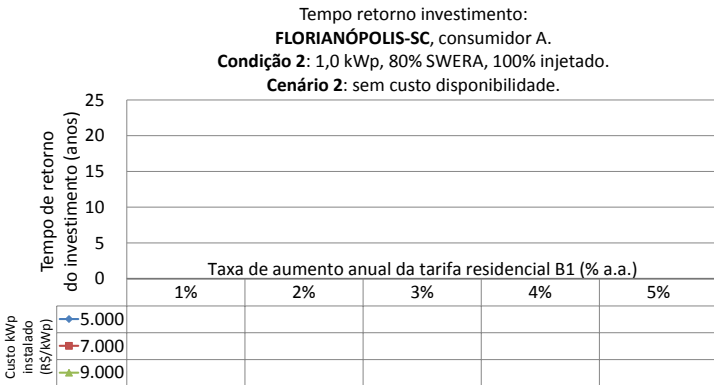 Tempo retorno investimento:
FLORIANÓPOLIS-SC, consumidor A.
Condição 2: 1,0 kWp, 80% SWERA, 100% injetado.
Cenário 2: sem custo disponibilidade.
Tempo de retorno
do investimento (anos)
25
20
15
10
5
0
Taxa de aumento anual da tarifa residencial B1 (% a.a.)
1% 2% 3% 4% 5%
Custo kWp
instalado
(R$/kWp)
5.000
7.000
9.000